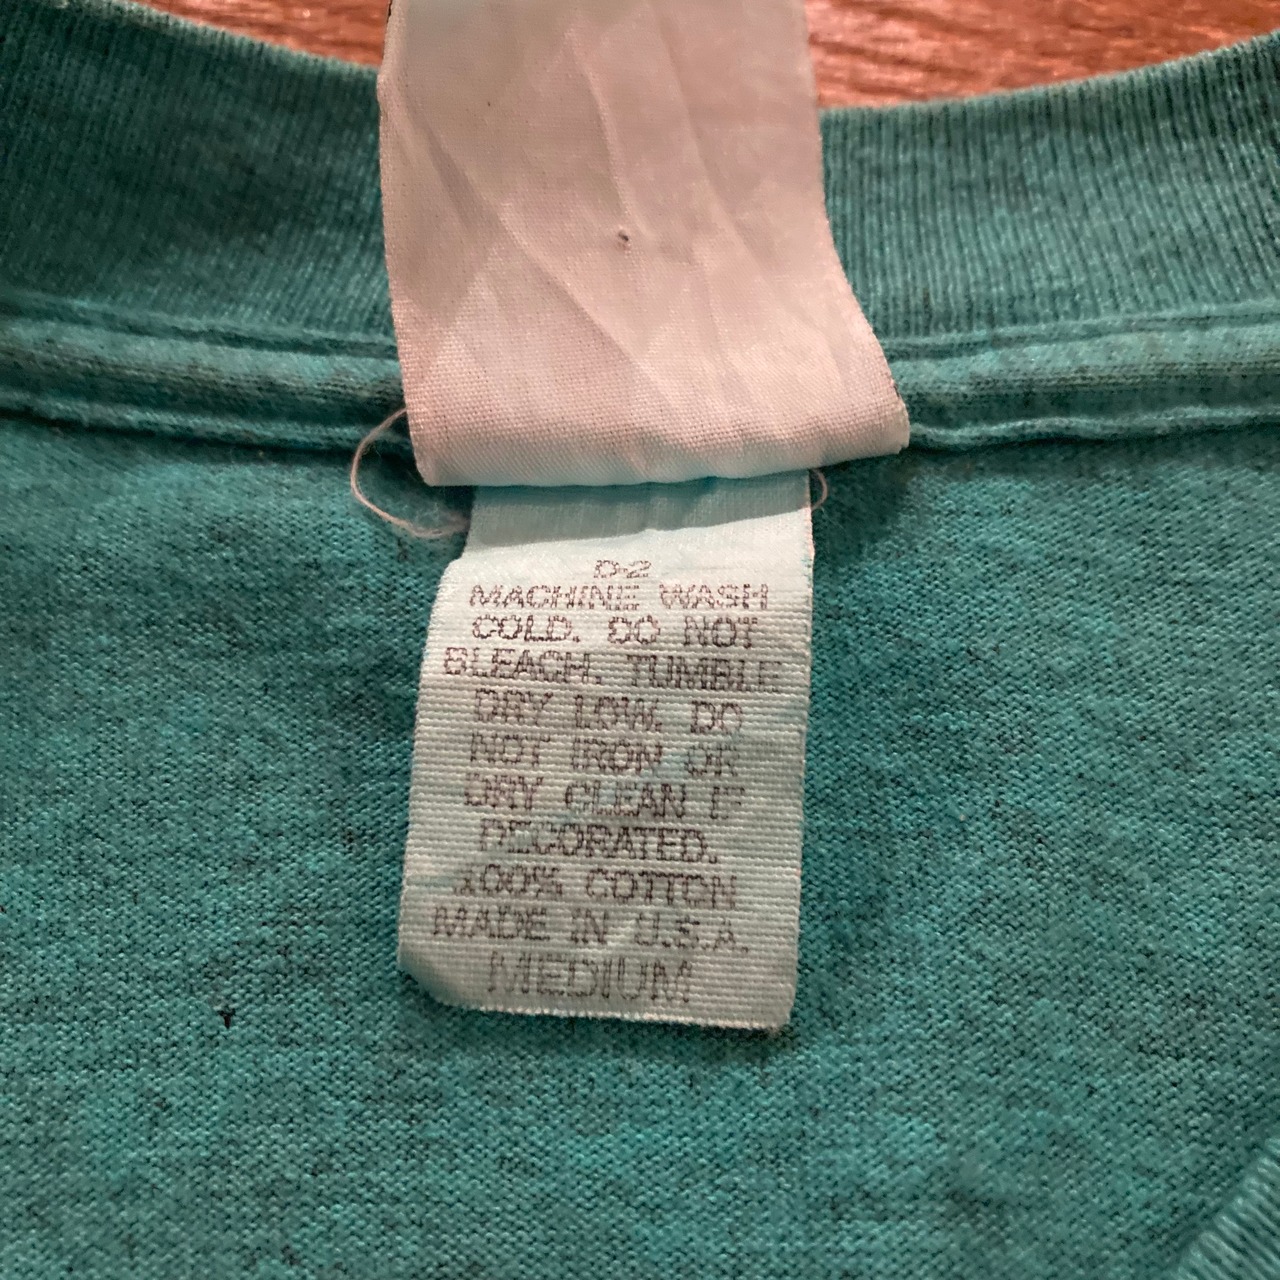 D-2
MACHINE WASH
COLD. DO NOT
BLEACH. TUMBLE
DRY LOW. DO
NOT IRON OR
DRY CLEAN IF
DECORATED.
100% COTTON
MADE IN U.S.A.
MEDIUM